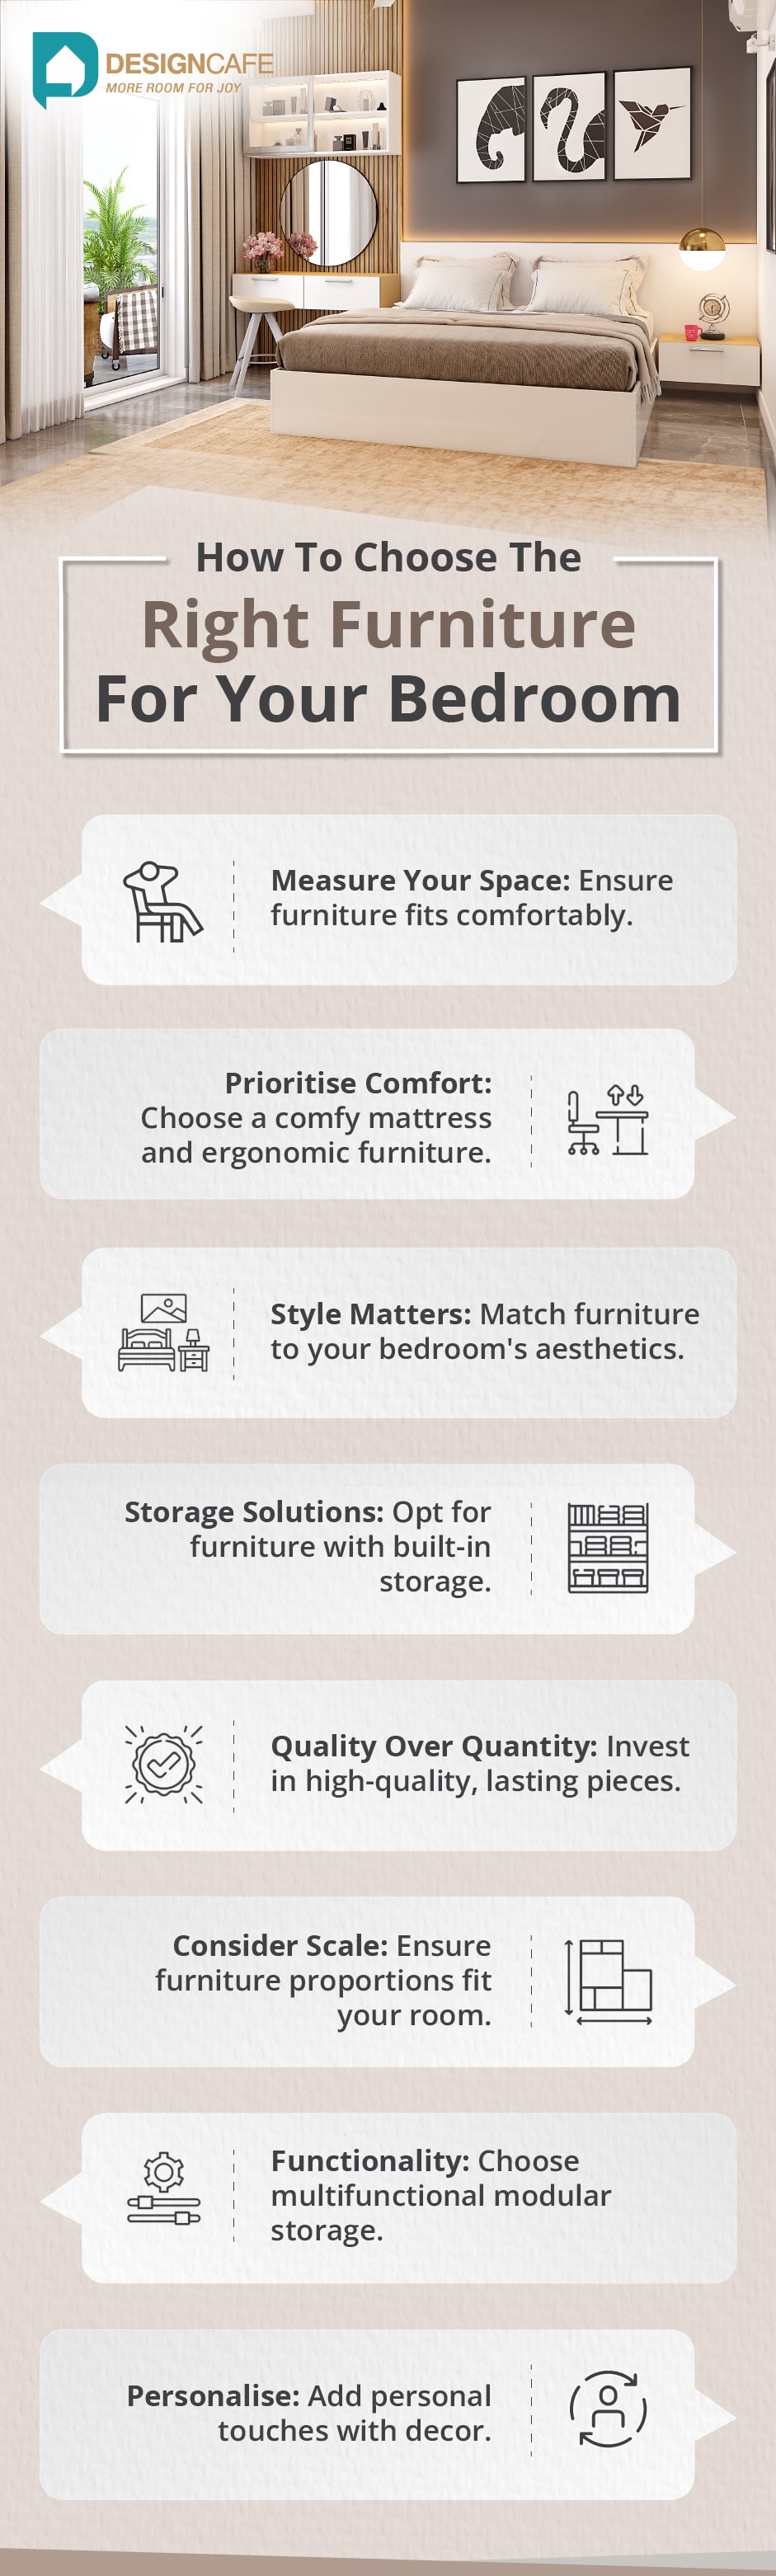 DESIGNCAFE
MORE ROOM FOR JOY
How To Choose The
Right Furniture
For Your Bedroom
Measure Your Space: Ensure
furniture fits comfortably.
Prioritise Comfort:
Choose a comfy mattress
and ergonomic furniture.
Style Matters: Match furniture
to your bedroom's aesthetics.
Storage Solutions: Opt for
furniture with built-in
storage.
Quality Over Quantity: Invest
in high-quality, lasting pieces.
Consider Scale: Ensure
furniture proportions fit
your room.
Functionality: Choose
multifunctional modular
storage.
Personalise: Add personal
touches with decor.